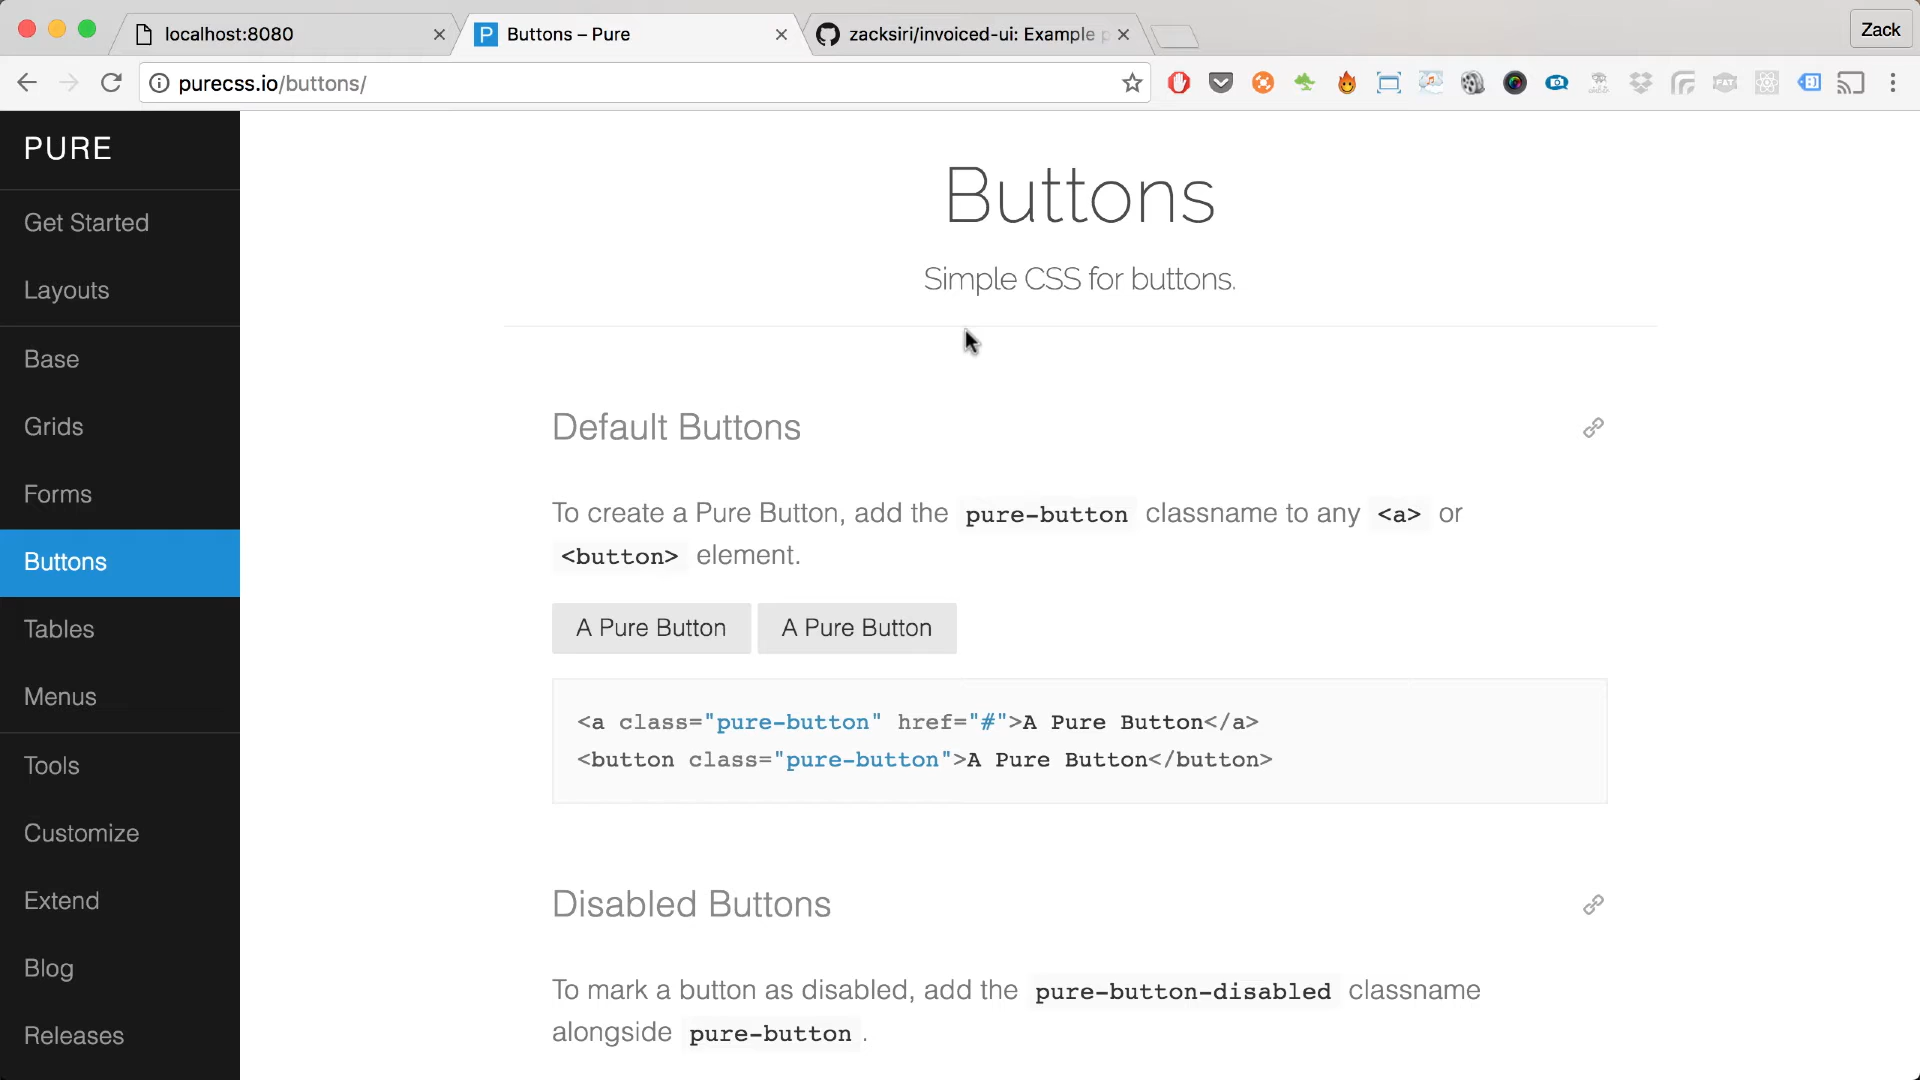 localhost:8080
Buttons – Pure
zacksiri/invoiced-ui: Example
Zack
purecss.io/buttons/
PURE
Get Started
Layouts
Base
Grids
Forms
Buttons
Tables
Menus
Tools
Customize
Extend
Blog
Releases
Buttons
Simple CSS for buttons.
Default Buttons
To create a Pure Button, add the pure-button classname to any <a> or
<button> element.
A Pure Button A Pure Button
<a class="pure-button" href="#">A Pure Button</a>
<button class="pure-button">A Pure Button</button>
Disabled Buttons
To mark a button as disabled, add the pure-button-disabled classname
alongside pure-button .